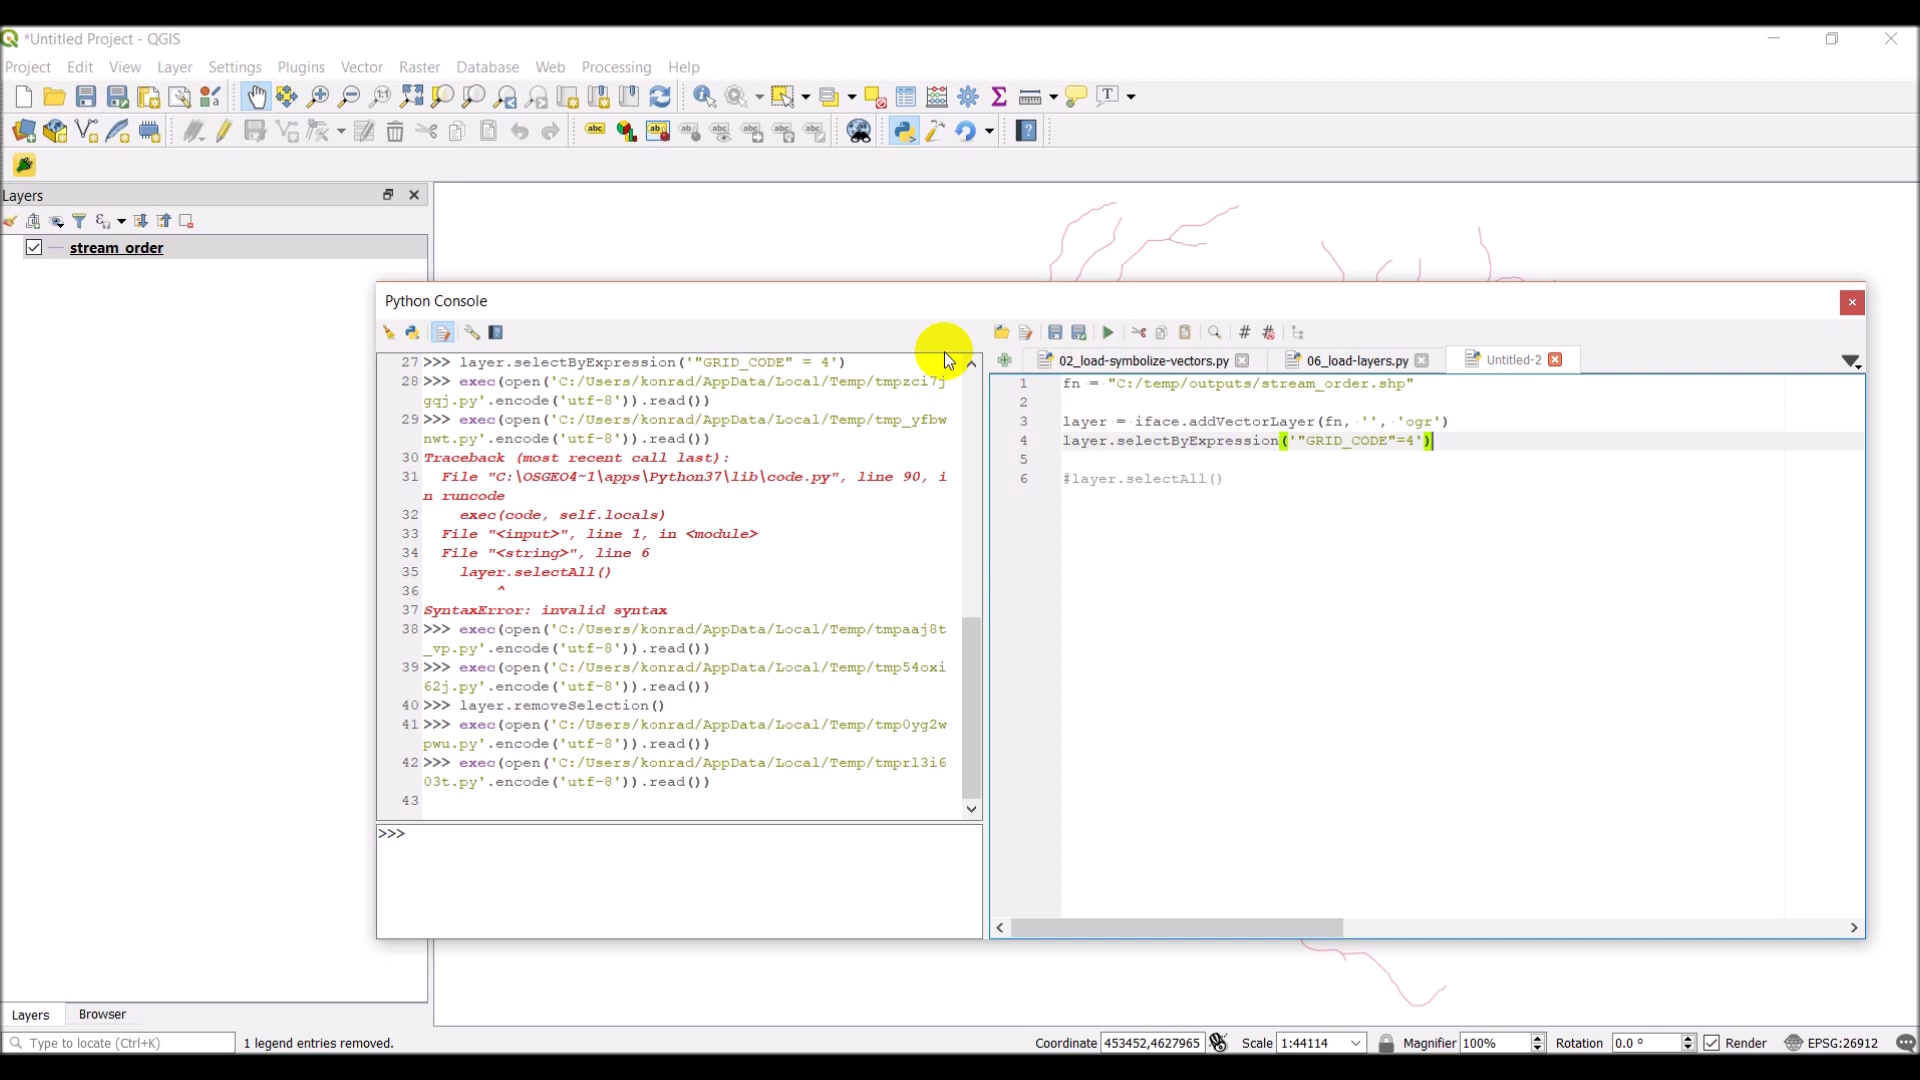 *Untitled Project - QGIS
Project Edit View Layer Settings Plugins Vector Raster Database Web Processing Help
Layers
stream_order
Python Console
27 >>> layer.selectByExpression('"GRID_CODE" = 4')
28 >>> exec(open('C:/Users/konrad/AppData/Local/Temp/tmpzci7j
gqj.py'.encode('utf-8')).read())
29 >>> exec(open('C:/Users/konrad/AppData/Local/Temp/tmp_yfbw
nwt.py'.encode('utf-8')).read())
30 Traceback (most recent call last):
31 File "C:\OSGEO4~1\apps\Python37\lib\code.py", line 90, i
n runcode
32 exec(code, self.locals)
33 File "<input>", line 1, in <module>
34 File "<string>", line 6
35 layer.selectAll()
36 ^
37 SyntaxError: invalid syntax
38 >>> exec(open('C:/Users/konrad/AppData/Local/Temp/tmpaaj8t
_vp.py'.encode('utf-8')).read())
39 >>> exec(open('C:/Users/konrad/AppData/Local/Temp/tmp54oxi
62j.py'.encode('utf-8')).read())
40 >>> layer.removeSelection()
41 >>> exec(open('C:/Users/konrad/AppData/Local/Temp/tmp0yg2w
pwu.py'.encode('utf-8')).read())
42 >>> exec(open('C:/Users/konrad/AppData/Local/Temp/tmprl3i6
03t.py'.encode('utf-8')).read())
43
>>>
02_load-symbolize-vectors.py 06_load-layers.py Untitled-2
1 fn = "C:/temp/outputs/stream_order.shp"
2
3 layer = iface.addVectorLayer(fn, '', 'ogr')
4 layer.selectByExpression('"GRID_CODE"=4')
5
6 #layer.selectAll()
Layers Browser
Type to locate (Ctrl+K) 1 legend entries removed. Coordinate 453452,4627965 Scale 1:44114 Magnifier 100% Rotation 0.0 ° Render EPSG:26912